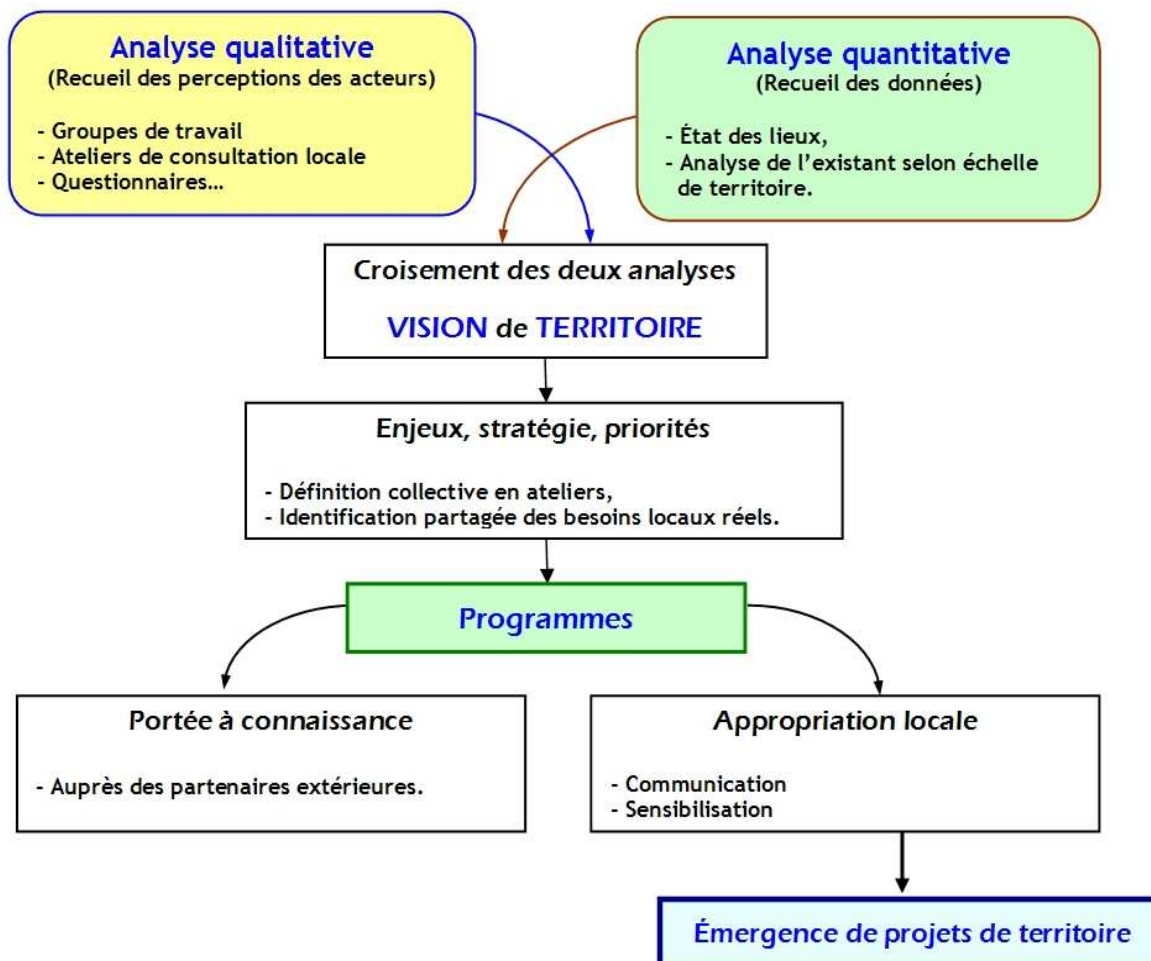 Analyse qualitative
(Recueil des perceptions des acteurs)
- Groupes de travail
- Ateliers de consultation locale
- Questionnaires…
Analyse quantitative
(Recueil des données)
- État des lieux,
- Analyse de l’existant selon échelle
de territoire.
Croisement des deux analyses
VISION de TERRITOIRE
Enjeux, stratégie, priorités
- Définition collective en ateliers,
- Identification partagée des besoins locaux réels.
Programmes
Portée à connaissance
- Auprès des partenaires extérieures.
Appropriation locale
- Communication
- Sensibilisation
Émergence de projets de territoire